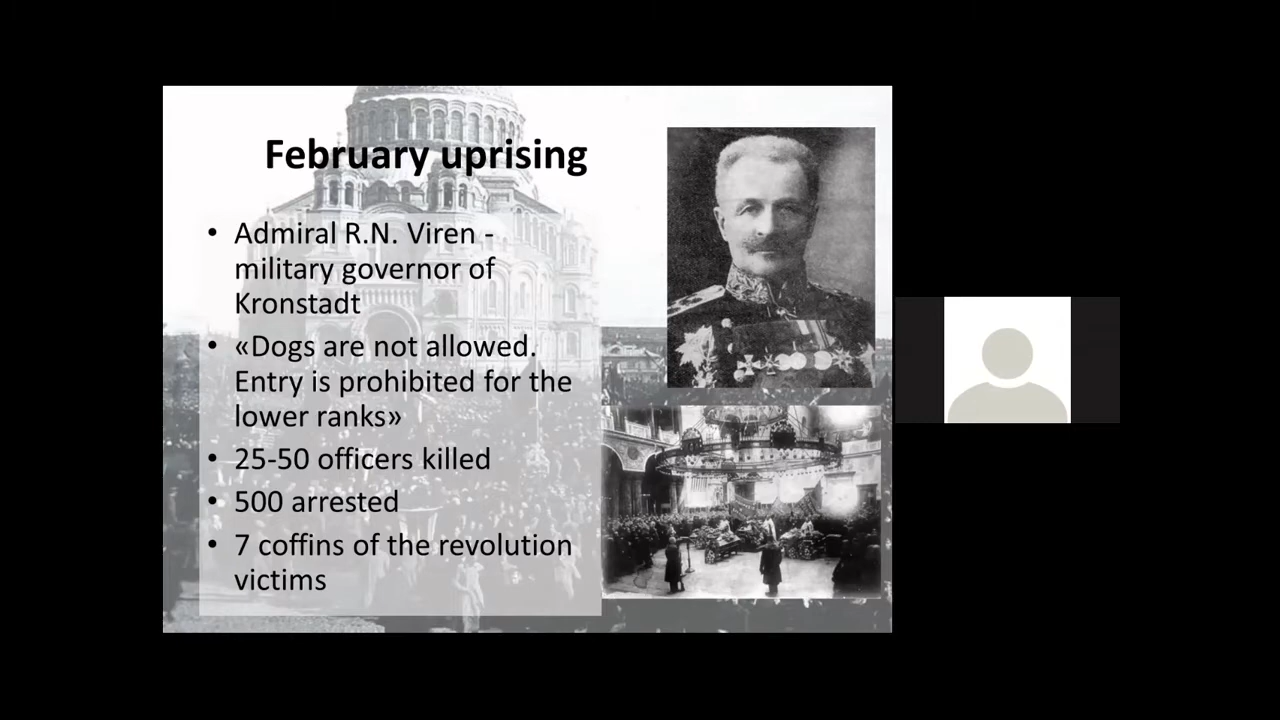 February uprising
• Admiral R.N. Viren -
military governor of
Kronstadt
• «Dogs are not allowed.
Entry is prohibited for the
lower ranks»
• 25-50 officers killed
• 500 arrested
• 7 coffins of the revolution
victims